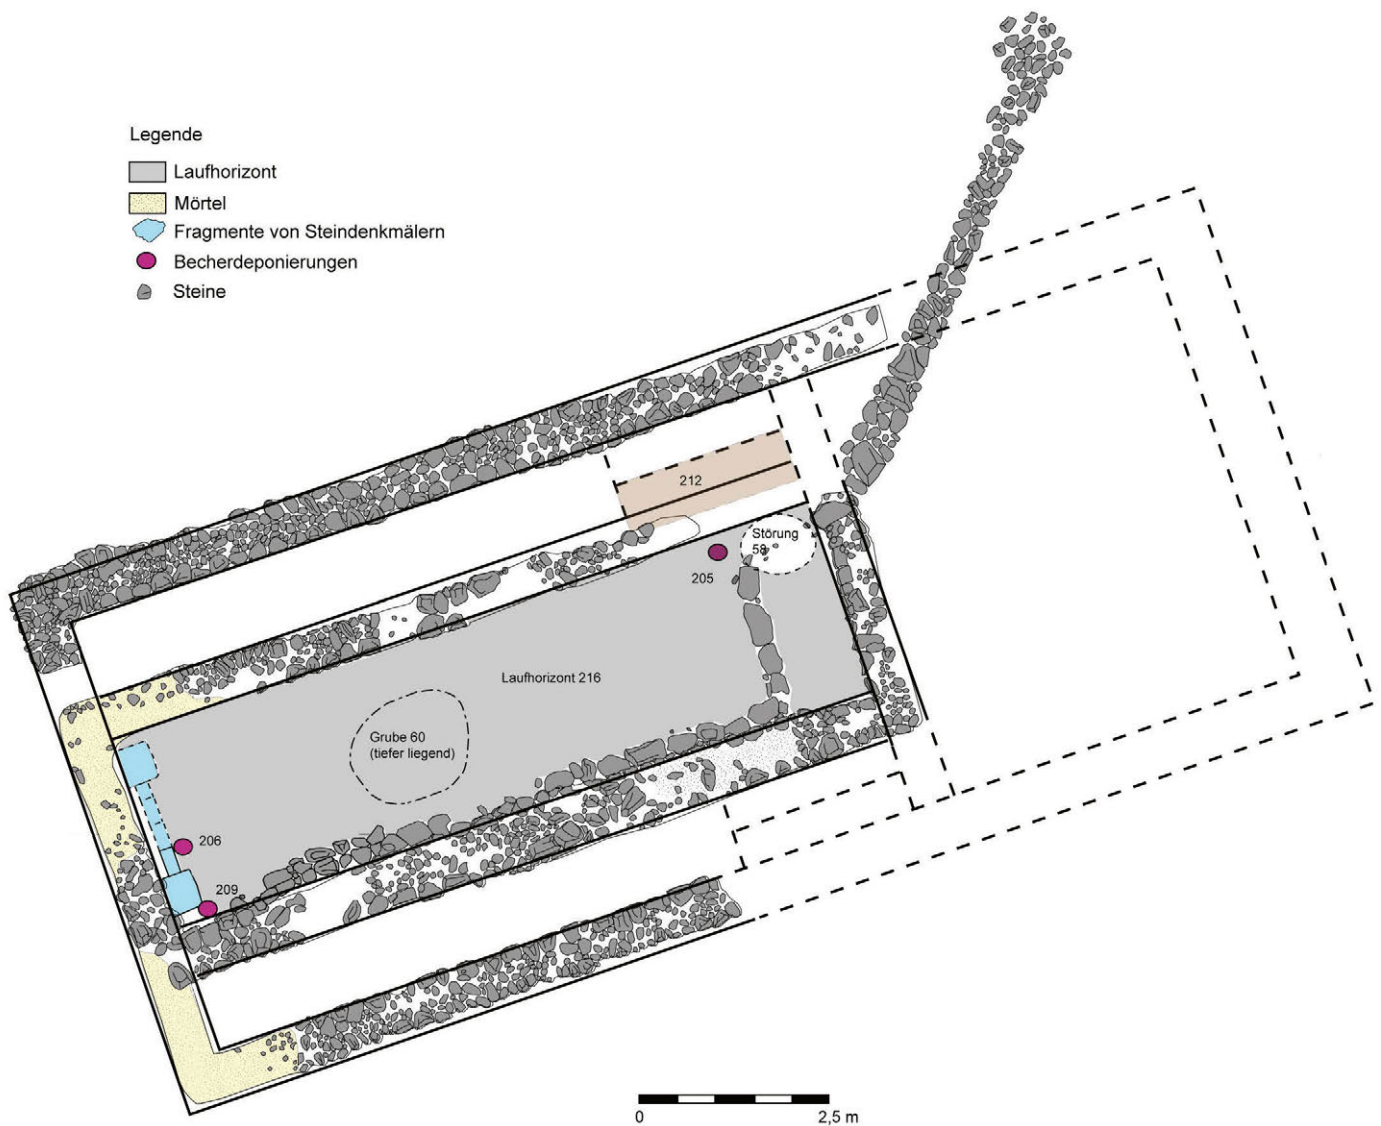 Legende
Laufhorizont
Mörtel
Fragmente von Steindenkmälern
Becherdeponierungen
Steine
212
Störung
58
205
Laufhorizont 216
Grube 60
(tiefer liegend)
206
209
0
2,5 m